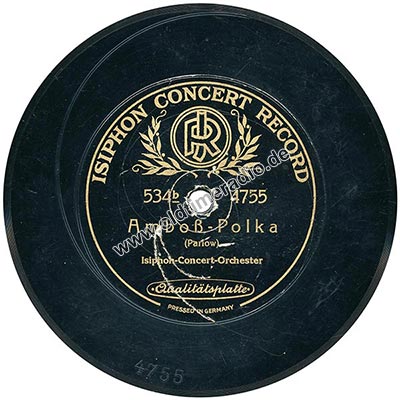 ISIPHON CONCERT RECORD
534b 4755
Amboß-Polka
(Parlow)
Isiphon-Concert-Orchester
Qualitätsplatte
PRESSED IN GERMANY
4755
www.oldtimeradio.de